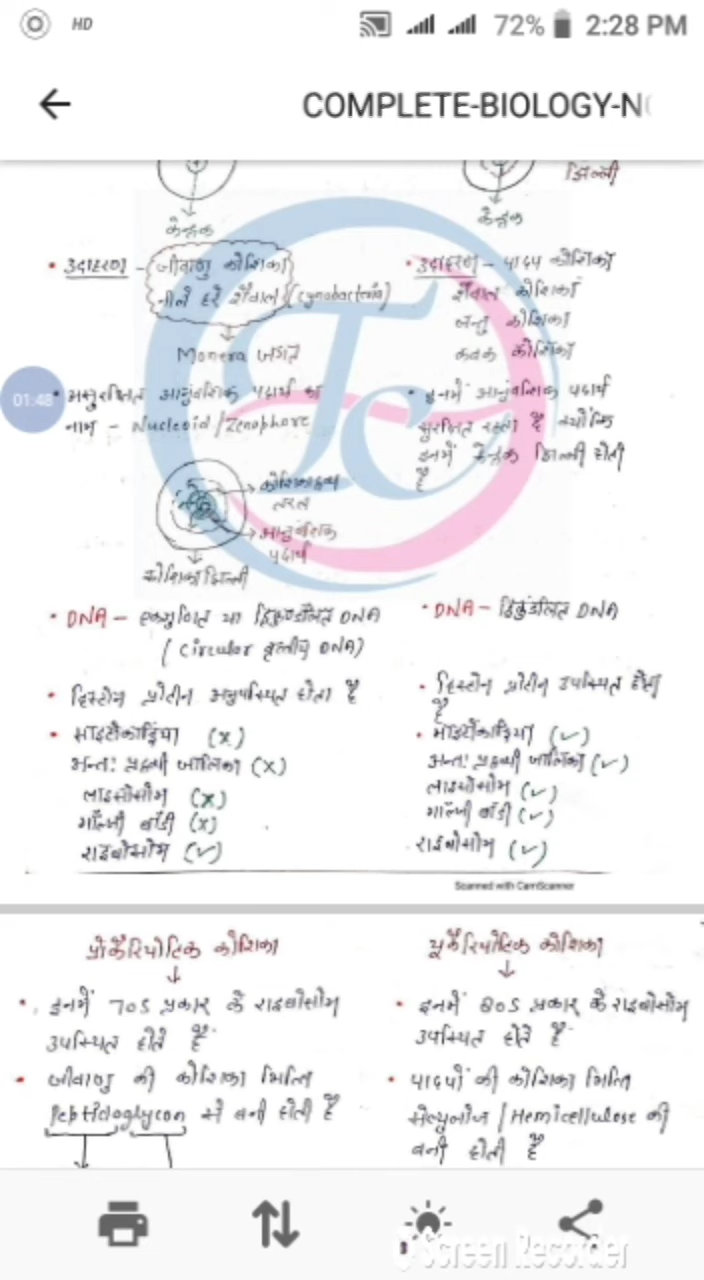 HD
72%
2:28 PM
COMPLETE-BIOLOGY-N
झिल्ली
केन्द्रक
केन्द्रक
• उदाहरण - जीवाणु कोशिका
नीले हरे शैवाल (cynobacteria)
Monera जगत
• उदाहरण - पादप कोशिका
शैवाल कोशिका
जन्तु कोशिका
कवक कोशिका
01:48
• असुरक्षित आनुवंशिक पदार्थ का
नाम - Nucleoid/Zenophore
• इनमें आनुवंशिक पदार्थ
सुरक्षित रहता है क्योंकि
इनमें केन्द्रक झिल्ली होती
है
Tc
कोशिकाद्रव्य
तरल
आनुवंशिक
पदार्थ
कोशिका झिल्ली
• DNA - एकसूत्रित या द्विकुण्डलित DNA
(circular वृत्तीय DNA)
• DNA - द्विकुंडलित DNA
• हिस्टोन प्रोटीन अनुपस्थित होता है
• हिस्टोन प्रोटीन उपस्थित होता
है
• माइटोकांड्रिया (x)
अन्तः प्रद्रव्यी जालिका (x)
लाइसोसोम (x)
गॉल्जी बॉडी (x)
राइबोसोम (✓)
• माइटोकांड्रिया (✓)
अन्तः प्रद्रव्यी जालिका (✓)
लाइसोसोम (✓)
गॉल्जी बॉडी (✓)
राइबोसोम (✓)
Scanned with CamScanner
प्रोकैरियोटिक कोशिका
• इनमें 70S प्रकार के राइबोसोम
उपस्थित होते हैं
• जीवाणु की कोशिका भित्ति
Peptidoglycan से बनी होती है
यूकैरियोटिक कोशिका
• इनमें 80S प्रकार के राइबोसोम
उपस्थित होते हैं
• पादपों की कोशिका भित्ति
सेल्युलोज/Hemicellulose की
बनी होती है
Screen Recorder